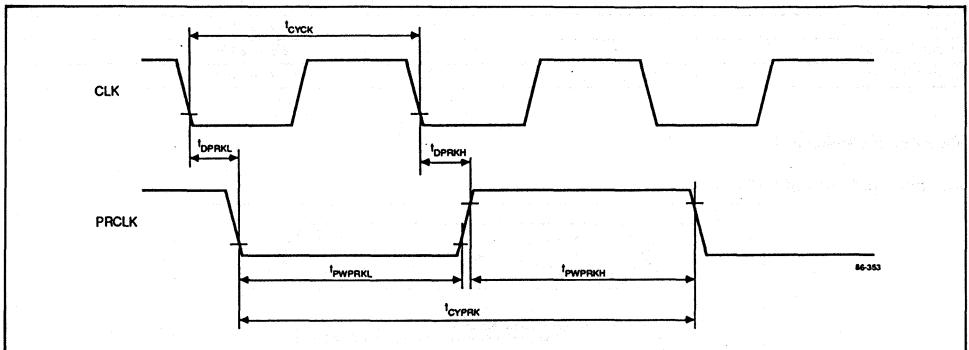 tCYCK
CLK
tDPRKL
tDPRKH
PRCLK
tPWPRKL
tPWPRKH
86-353
tCYPRK